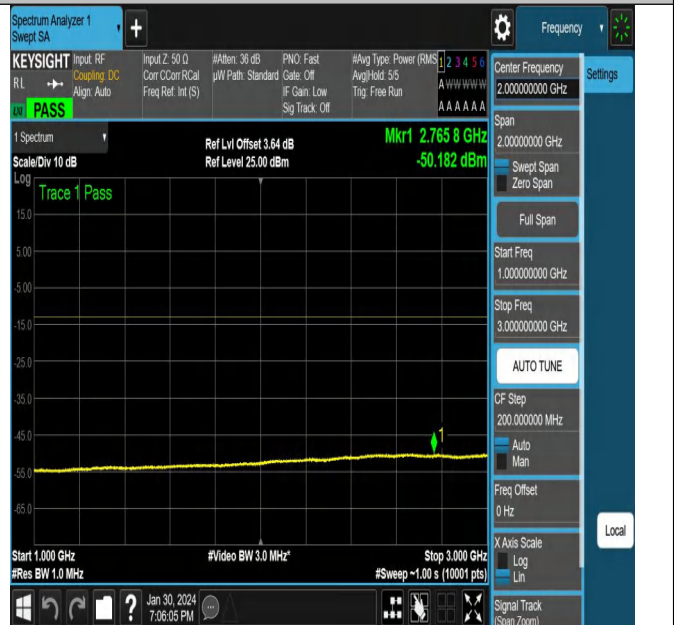 Spectrum Analyzer 1
Swept SA
+
Frequency
KEYSIGHT
RL
LXI PASS
Input: RF
Coupling: DC
Align: Auto
Input Z: 50 Ω
Corr CCorr RCal
Freq Ref: Int (S)
#Atten: 36 dB
µW Path: Standard
PNO: Fast
Gate: Off
IF Gain: Low
Sig Track: Off
#Avg Type: Power (RMS
Avg|Hold: 5/5
Trig: Free Run
1 2 3 4 5 6
A W W W W W
A A A A A A
1 Spectrum
Scale/Div 10 dB
Log
Ref Lvl Offset 3.64 dB
Ref Level 25.00 dBm
Mkr1 2.765 8 GHz
-50.182 dBm
Trace 1 Pass
15.0
5.00
-5.00
-15.0
-25.0
-35.0
-45.0
-55.0
-65.0
1
Start 1.000 GHz
#Res BW 1.0 MHz
#Video BW 3.0 MHz*
Stop 3.000 GHz
#Sweep ~1.00 s (10001 pts)
Center Frequency
2.00000000 GHz
Settings
Span
2.00000000 GHz
Swept Span
Zero Span
Full Span
Start Freq
1.000000000 GHz
Stop Freq
3.000000000 GHz
AUTO TUNE
CF Step
200.000000 MHz
Auto
Man
Freq Offset
0 Hz
X Axis Scale
Log
Lin
Local
Signal Track
(Span Zoom)
?
Jan 30, 2024
7:06:05 PM